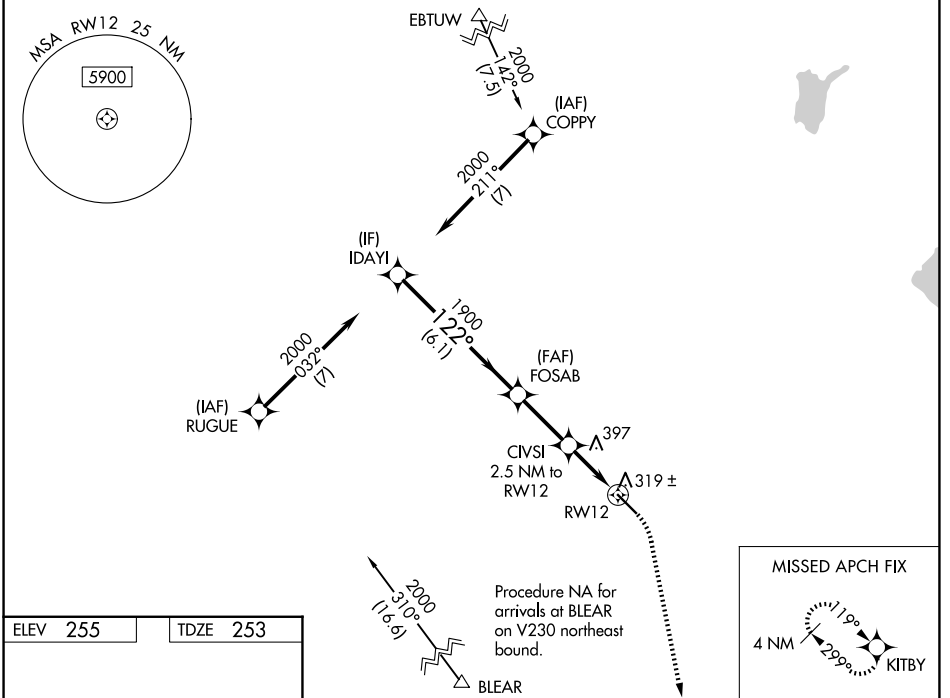 MSA RW12 25 NM
5900
EBTUW
2000
142°
(7.5)
(IAF)
COPPY
2000
211°
(7)
(IF)
IDAYI
1900
122°
(6.1)
2000
032°
(7)
(IAF)
RUGUE
(FAF)
FOSAB
CIVSI
2.5 NM to
RW12
397
319 ±
RW12
2000
310°
(16.6)
BLEAR
Procedure NA for
arrivals at BLEAR
on V230 northeast
bound.
MISSED APCH FIX
4 NM
119°
299°
KITBY
ELEV 255
TDZE 253